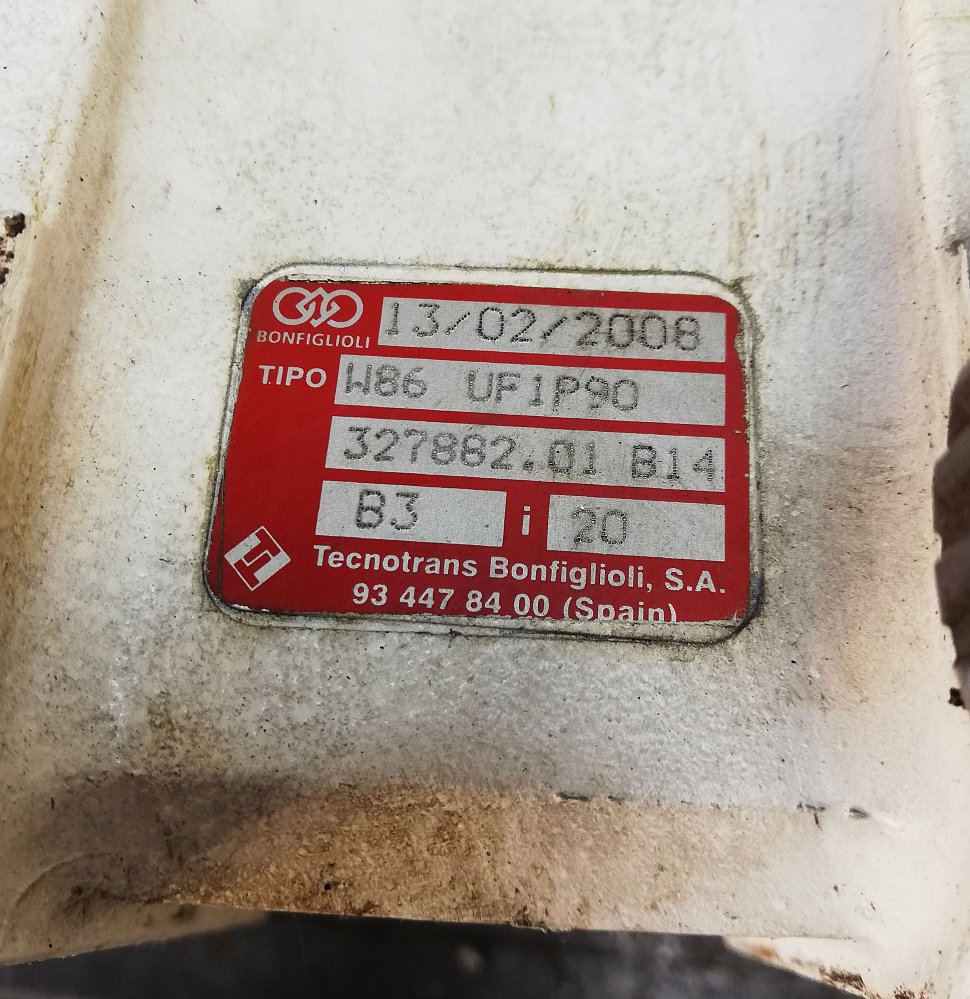 BONFIGLIOLI 13/02/2008
TIPO W86 UF1P90
327882.01 B14
B3 i 20
Tecnotrans Bonfiglioli, S.A.
93 447 84 00 (Spain)